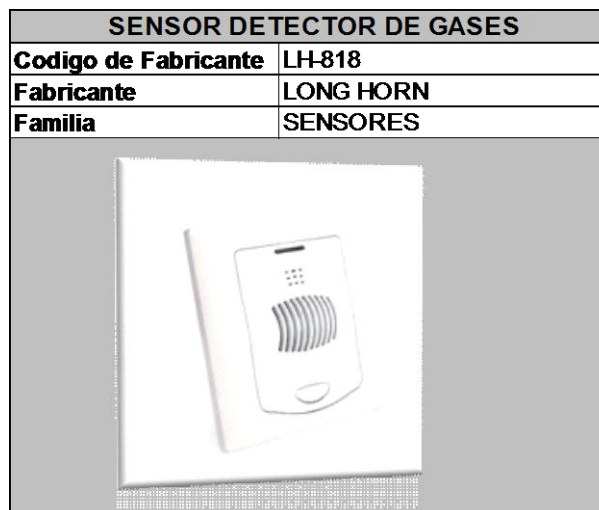 SENSOR DETECTOR DE GASES
Codigo de Fabricante LH-818
Fabricante LONG HORN
Familia SENSORES